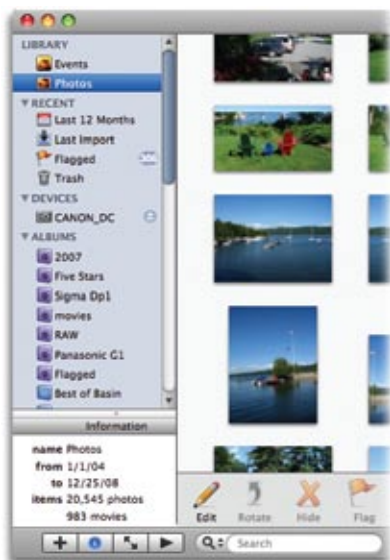 LIBRARY
Events
Photos
RECENT
Last 12 Months
Last Import
Flagged
Trash
DEVICES
CANON_DC
ALBUMS
2007
Five Stars
Sigma Dp1
movies
RAW
Panasonic G1
Flagged
Best of Basin
Information
name Photos
from 1/1/04
to 12/25/08
items 20,545 photos
983 movies
Edit
Rotate
Hide
Flag
Search